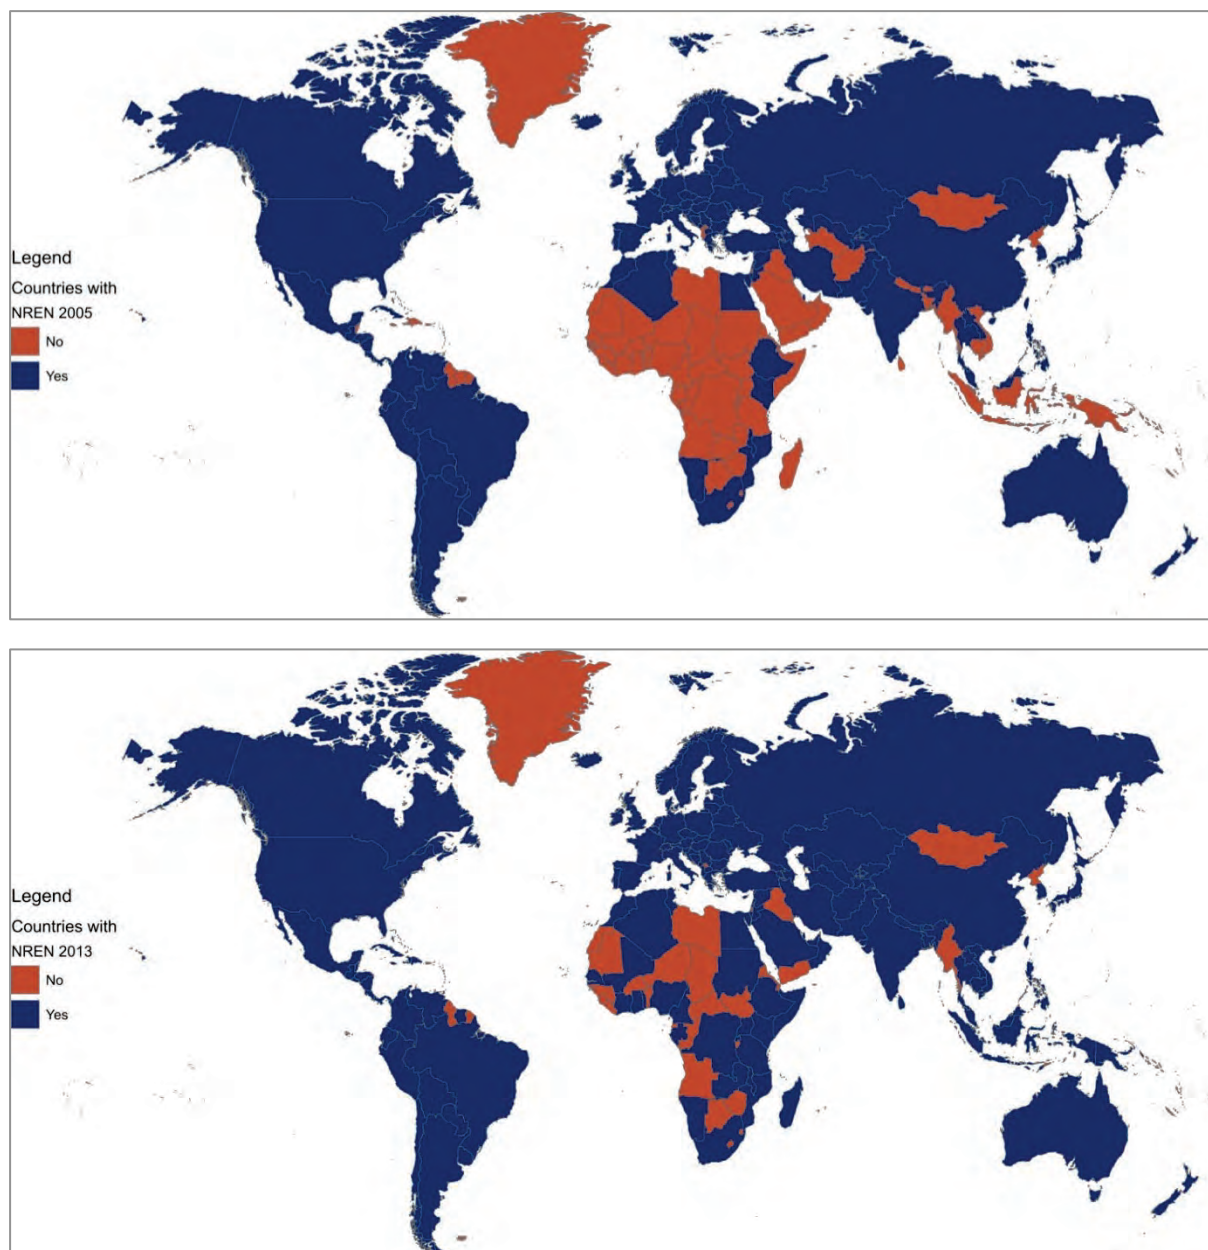 Legend
Countries with
NREN 2005
No
Yes
Legend
Countries with
NREN 2013
No
Yes